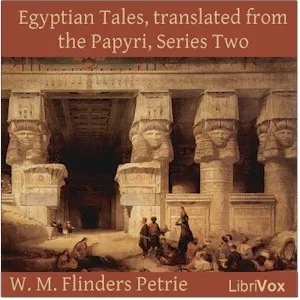 Egyptian Tales, translated from
the Papyri, Series Two
W. M. Flinders Petrie
LibriVox